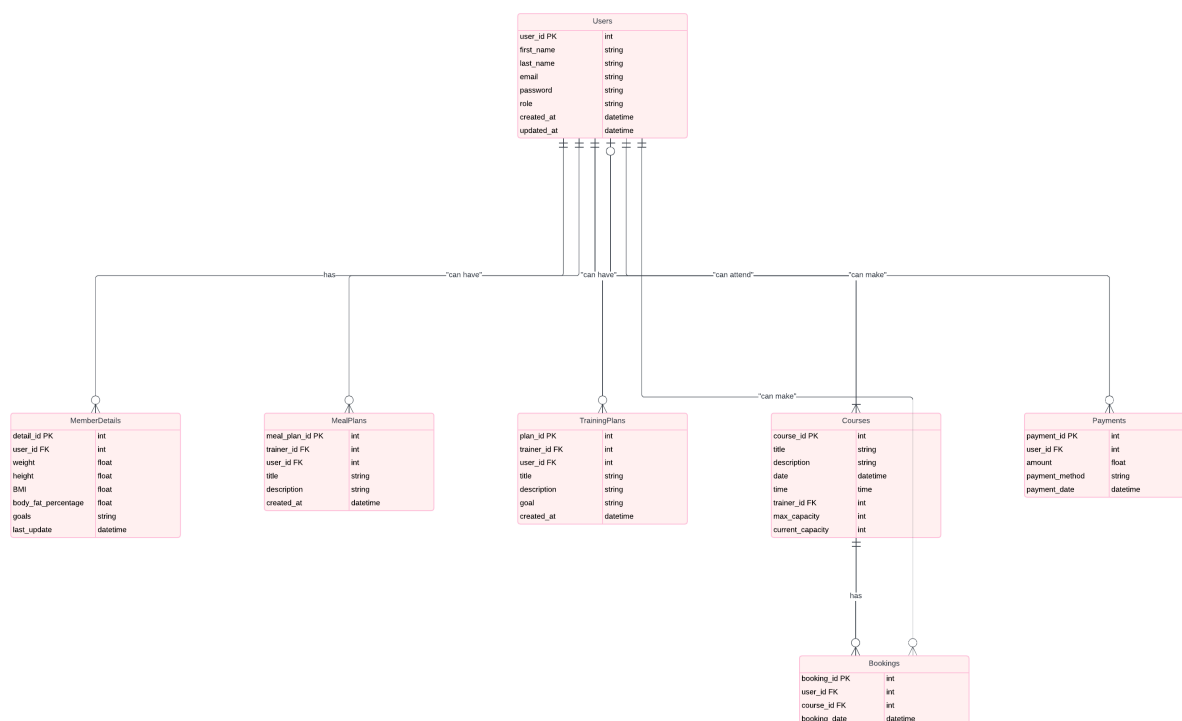 Users
user_id PK int
first_name string
last_name string
email string
password string
role string
created_at datetime
updated_at datetime
has "can have" "can have" "can attend" "can make"
"can make"
MemberDetails
detail_id PK int
user_id FK int
weight float
height float
BMI float
body_fat_percentage float
goals string
last_update datetime
MealPlans
meal_plan_id PK int
trainer_id FK int
user_id FK int
title string
description string
created_at datetime
TrainingPlans
plan_id PK int
trainer_id FK int
user_id FK int
title string
description string
goal string
created_at datetime
Courses
course_id PK int
title string
description string
date datetime
time time
trainer_id FK int
max_capacity int
current_capacity int
Payments
payment_id PK int
user_id FK int
amount float
payment_method string
payment_date datetime
has
Bookings
booking_id PK int
user_id FK int
course_id FK int
booking_date datetime